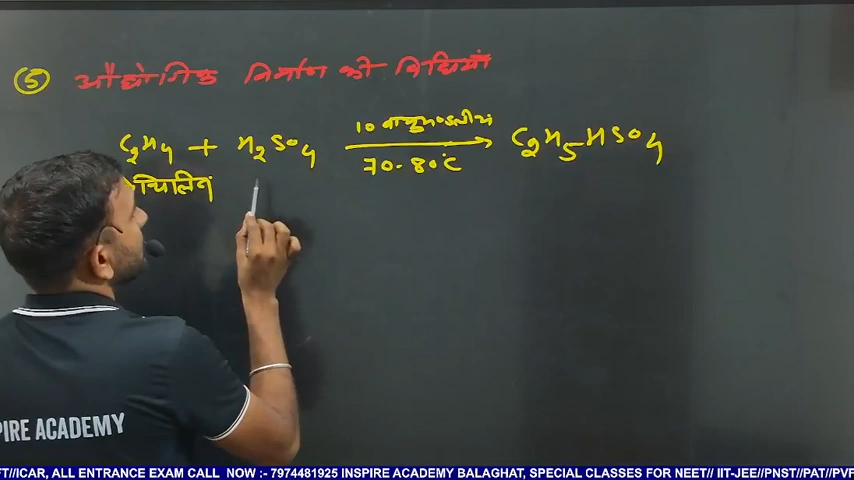 5 औद्योगिक निर्माण की विधियाँ
C2H4 + H2SO4 10 वायुमण्डलीय 70-80°C C2H5HSO4
एथिलिन
PIRE ACADEMY
FT//ICAR, ALL ENTRANCE EXAM CALL NOW :- 7974481925 INSPIRE ACADEMY BALAGHAT, SPECIAL CLASSES FOR NEET// IIT-JEE//PNST//PAT//PVF